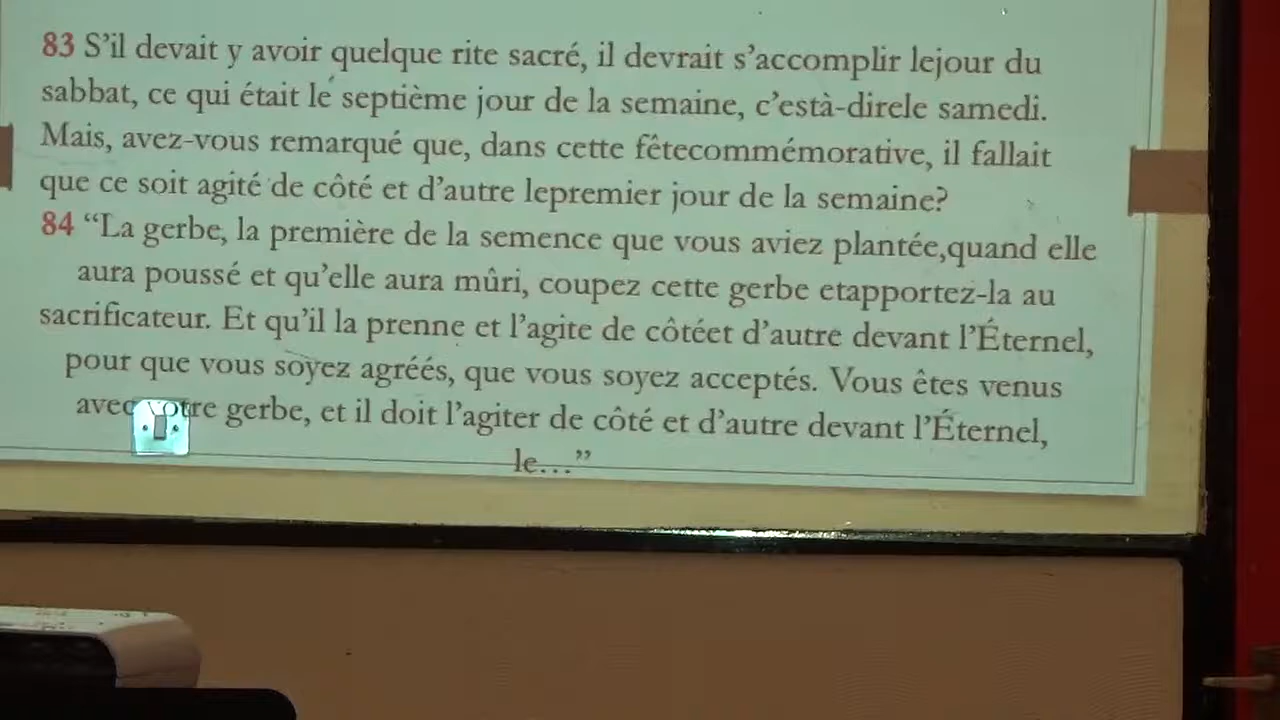 83 S’il devait y avoir quelque rite sacré, il devrait s’accomplir lejour du
sabbat, ce qui était le septième jour de la semaine, c’està-direle samedi.
Mais, avez-vous remarqué que, dans cette fêtecommémorative, il fallait
que ce soit agité de côté et d’autre lepremier jour de la semaine?
84 “La gerbe, la première de la semence que vous aviez plantée,quand elle
aura poussé et qu’elle aura mûri, coupez cette gerbe etapportez-la au
sacrificateur. Et qu’il la prenne et l’agite de côtéet d’autre devant l’Éternel,
pour que vous soyez agréés, que vous soyez acceptés. Vous êtes venus
avec votre gerbe, et il doit l’agiter de côté et d’autre devant l’Éternel,
le…”